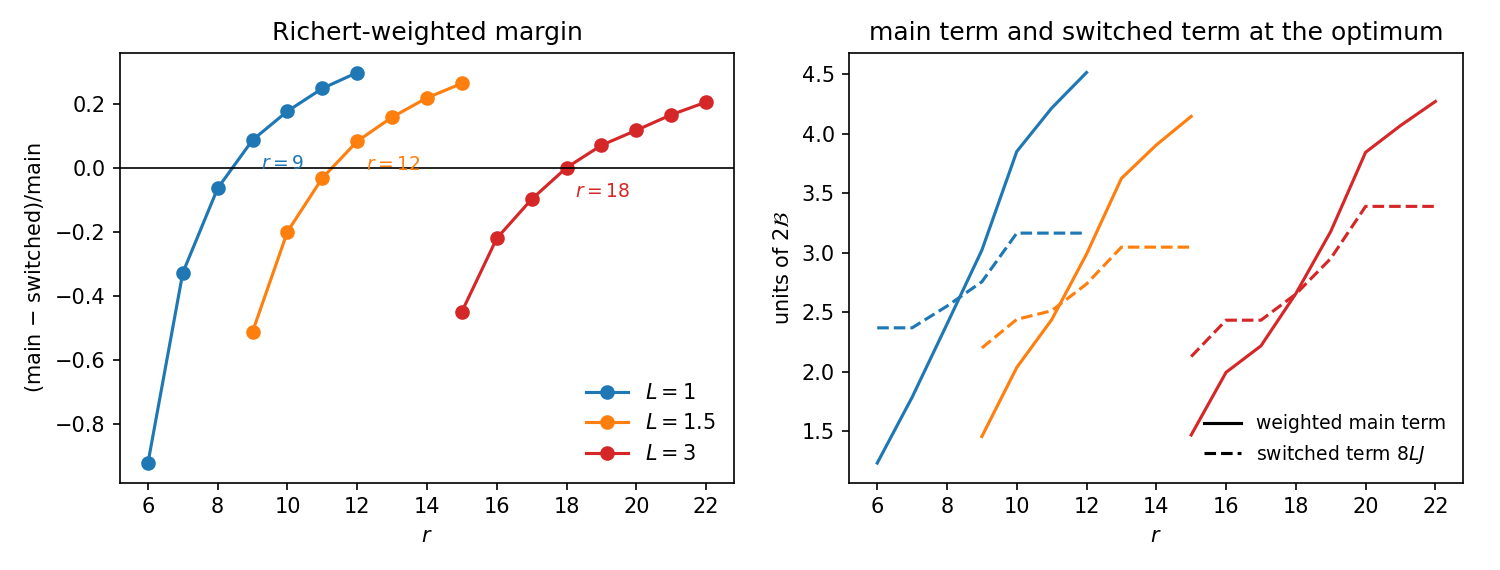 Richert-weighted margin
(main − switched)/main
0.2
0.0
−0.2
−0.4
−0.6
−0.8
r = 9
r = 12
r = 18
L = 1
L = 1.5
L = 3
6 8 10 12 14 16 18 20 22
r
main term and switched term at the optimum
units of 2ℬ
4.5
4.0
3.5
3.0
2.5
2.0
1.5
weighted main term
switched term 8LJ
6 8 10 12 14 16 18 20 22
r